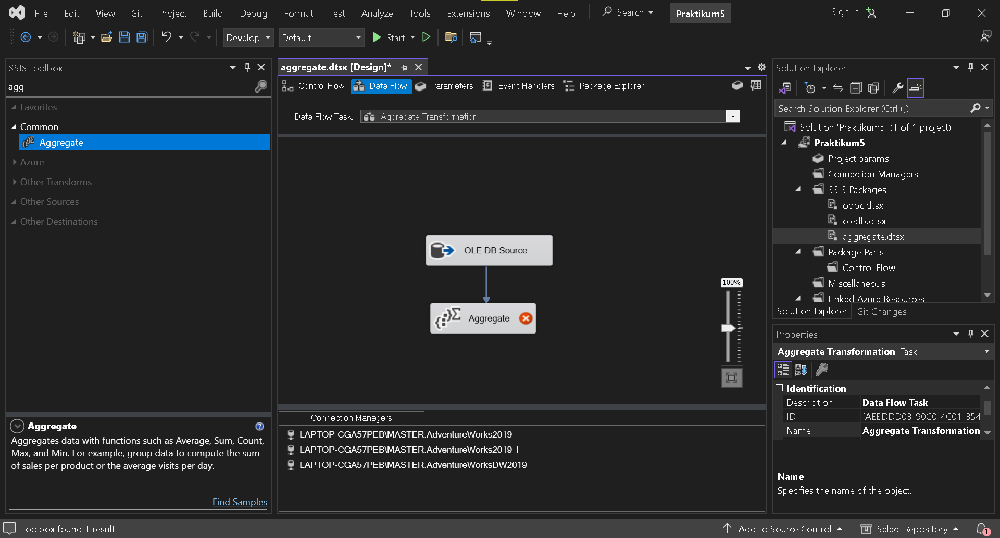 File Edit View Git Project Build Debug Format Test Analyze Tools Extensions Window Help Search Praktikum5 Sign in
Develop Default Start
SSIS Toolbox
agg
Favorites
Common
Aggregate
Azure
Other Transforms
Other Sources
Other Destinations
Aggregate
Aggregates data with functions such as Average, Sum, Count,
Max, and Min. For example, group data to compute the sum
of sales per product or the average visits per day.
Find Samples
aggregate.dtsx [Design]*
Control Flow Data Flow Parameters Event Handlers Package Explorer
Data Flow Task: Aggregate Transformation
OLE DB Source
Aggregate
100%
Connection Managers
LAPTOP-CGA57PEB\MASTER.AdventureWorks2019
LAPTOP-CGA57PEB\MASTER.AdventureWorks2019 1
LAPTOP-CGA57PEB\MASTER.AdventureWorksDW2019
Solution Explorer
Search Solution Explorer (Ctrl+;)
Solution 'Praktikum5' (1 of 1 project)
Praktikum5
Project.params
Connection Managers
SSIS Packages
odbc.dtsx
oledb.dtsx
aggregate.dtsx
Package Parts
Control Flow
Miscellaneous
Linked Azure Resources
Solution Explorer Git Changes
Properties
Aggregate Transformation Task
Identification
Description Data Flow Task
ID {AEBDDD0B-90C0-4C01-B54
Name Aggregate Transformation
Name
Specifies the name of the object.
Toolbox found 1 result Add to Source Control Select Repository 1